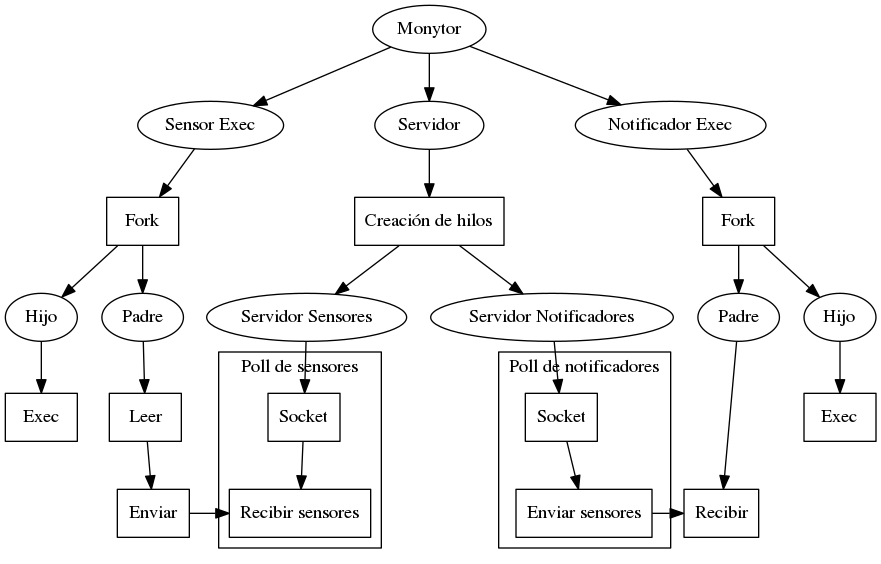 Monytor
Sensor Exec
Servidor
Notificador Exec
Fork
Creación de hilos
Fork
Hijo
Padre
Servidor Sensores
Servidor Notificadores
Padre
Hijo
Poll de sensores
Poll de notificadores
Exec
Leer
Socket
Socket
Exec
Enviar
Recibir sensores
Enviar sensores
Recibir